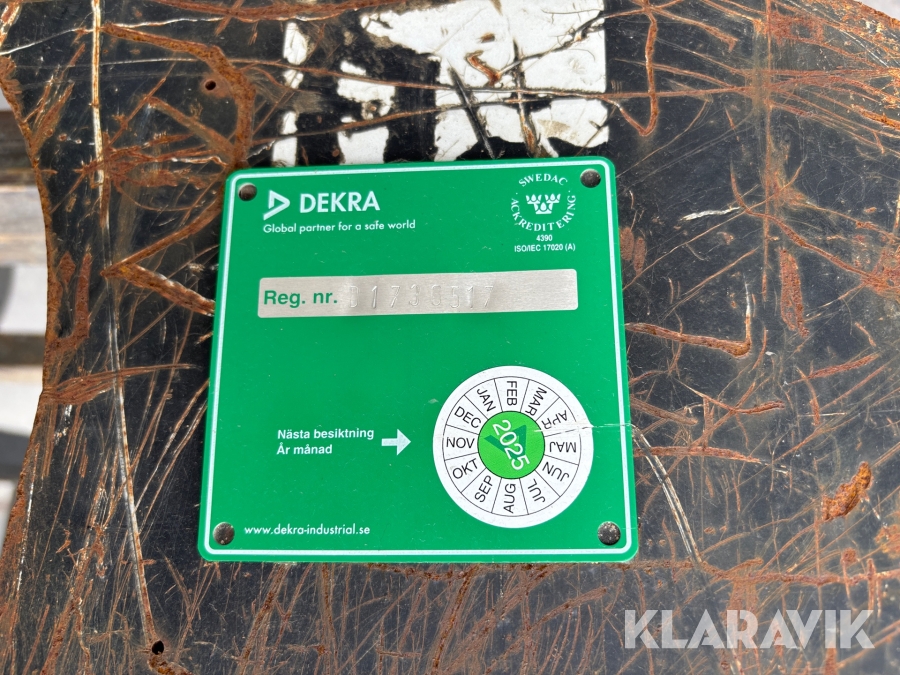 DEKRA
Global partner for a safe world
SWEDAC
ACKREDITERING
4390
ISO/IEC 17020 (A)
Reg. nr.
Nästa besiktning
År månad
JAN FEB MAR APR MAJ JUN JUL AUG SEP OKT NOV DEC
2025
www.dekra-industrial.se
KLARAVIK